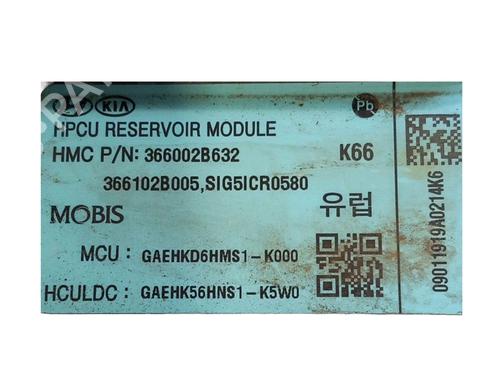 KIA
Pb
HPCU RESERVOIR MODULE
HMC P/N: 366002B632
K66
366102B005,SIG5ICR0580
MOBIS
유럽
MCU : GAEHKD6HMS1-K000
HCULDC : GAEHK56HNS1-K5W0
09011919A0214K6